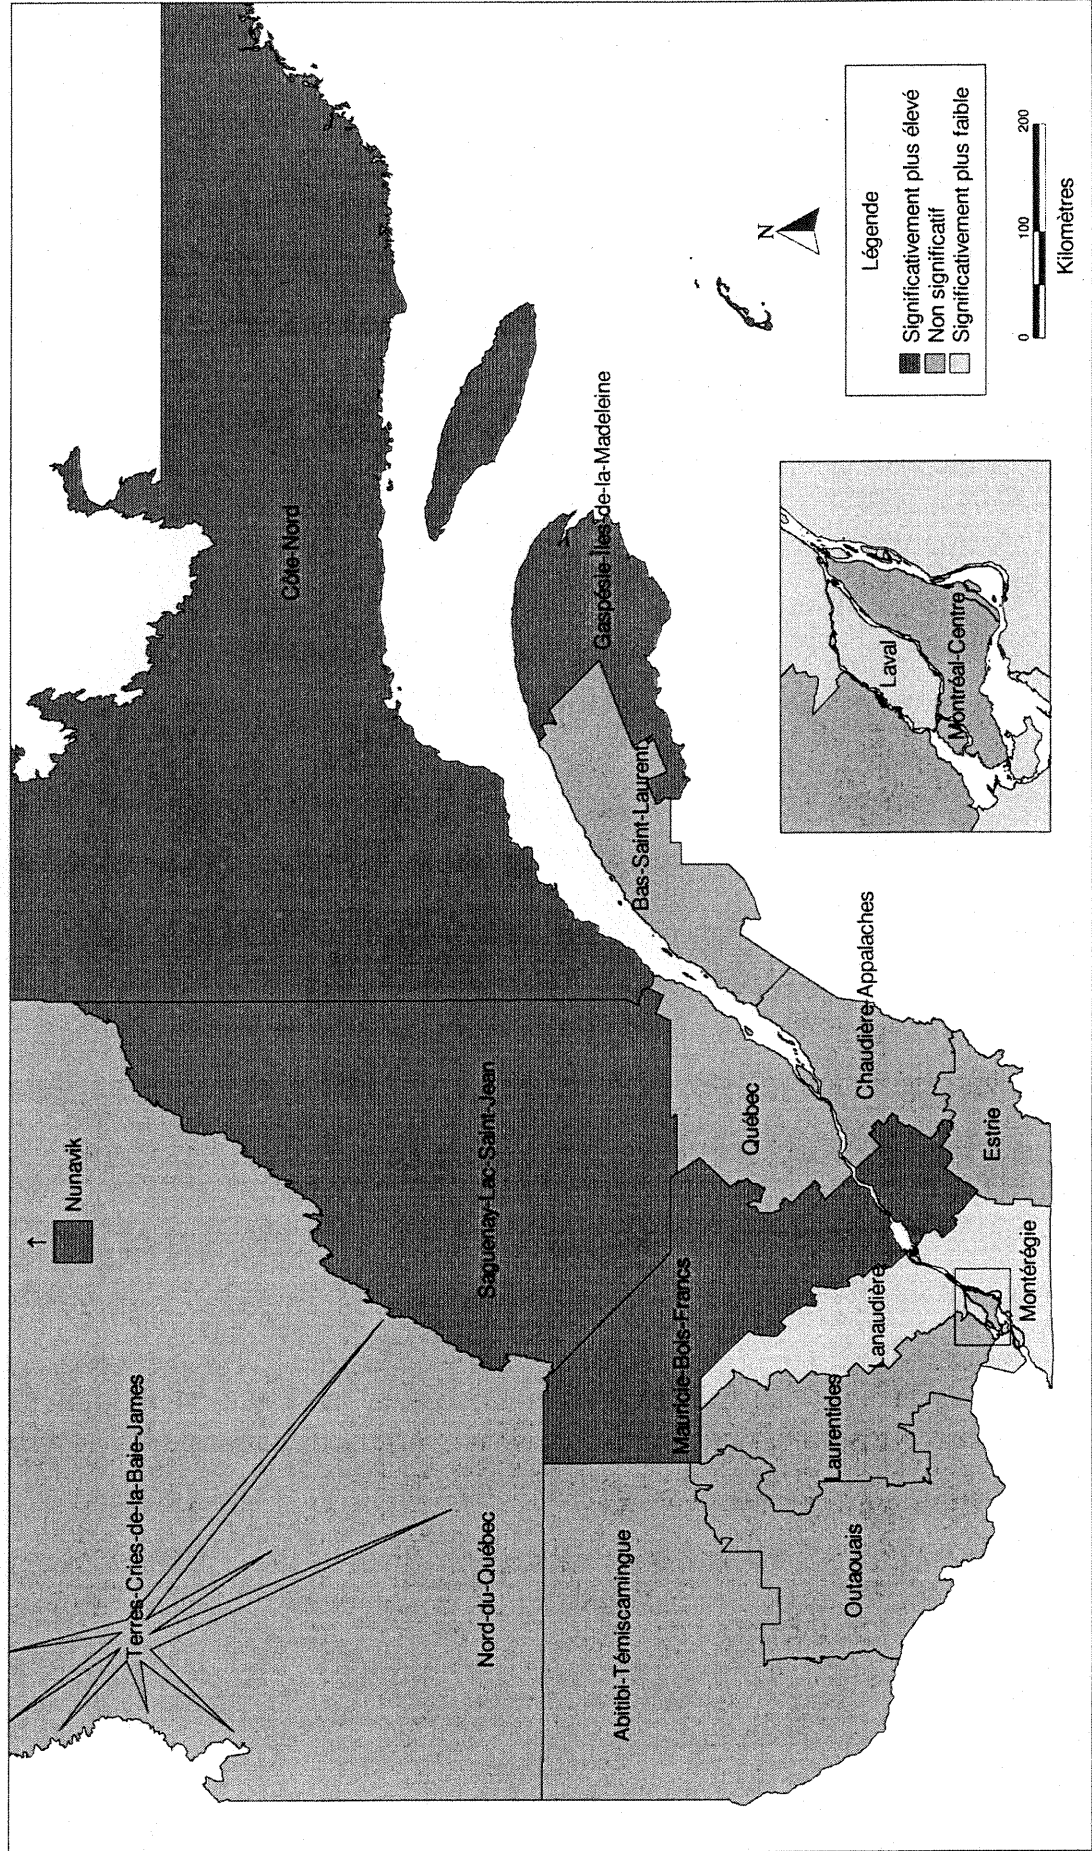 Nunavik
Terres-Cries-de-la-Baie-James
Côte-Nord
Saguenay-Lac-Saint-Jean
Nord-du-Québec
Gaspésie-Îles-de-la-Madeleine
Bas-Saint-Laurent
Abitibi-Témiscamingue
Mauricie-Bois-Francs
Québec
Chaudière-Appalaches
Lanaudière
Laurentides
Outaouais
Estrie
Montérégie
Laval
Montréal-Centre
N
Légende
Significativement plus élevé
Non significatif
Significativement plus faible
0 100 200
Kilomètres